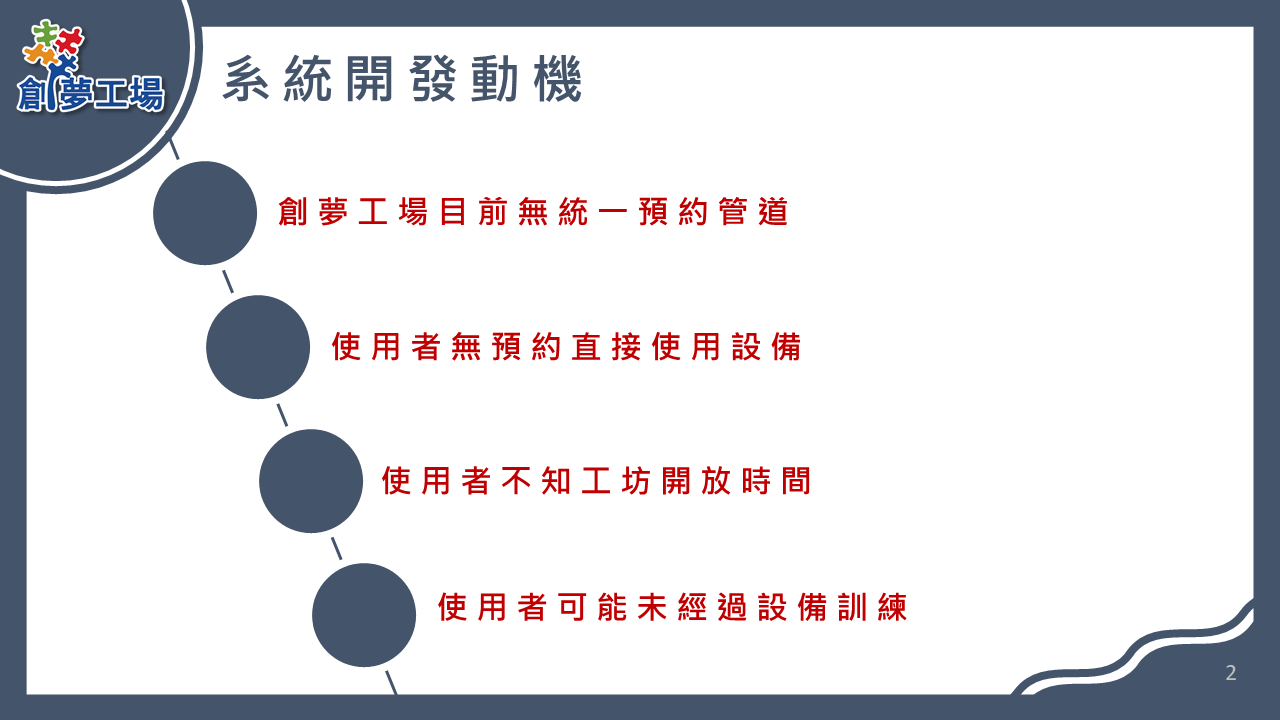 創夢工場
系統開發動機
創夢工場目前無統一預約管道
使用者無預約直接使用設備
使用者不知工坊開放時間
使用者可能未經過設備訓練
2